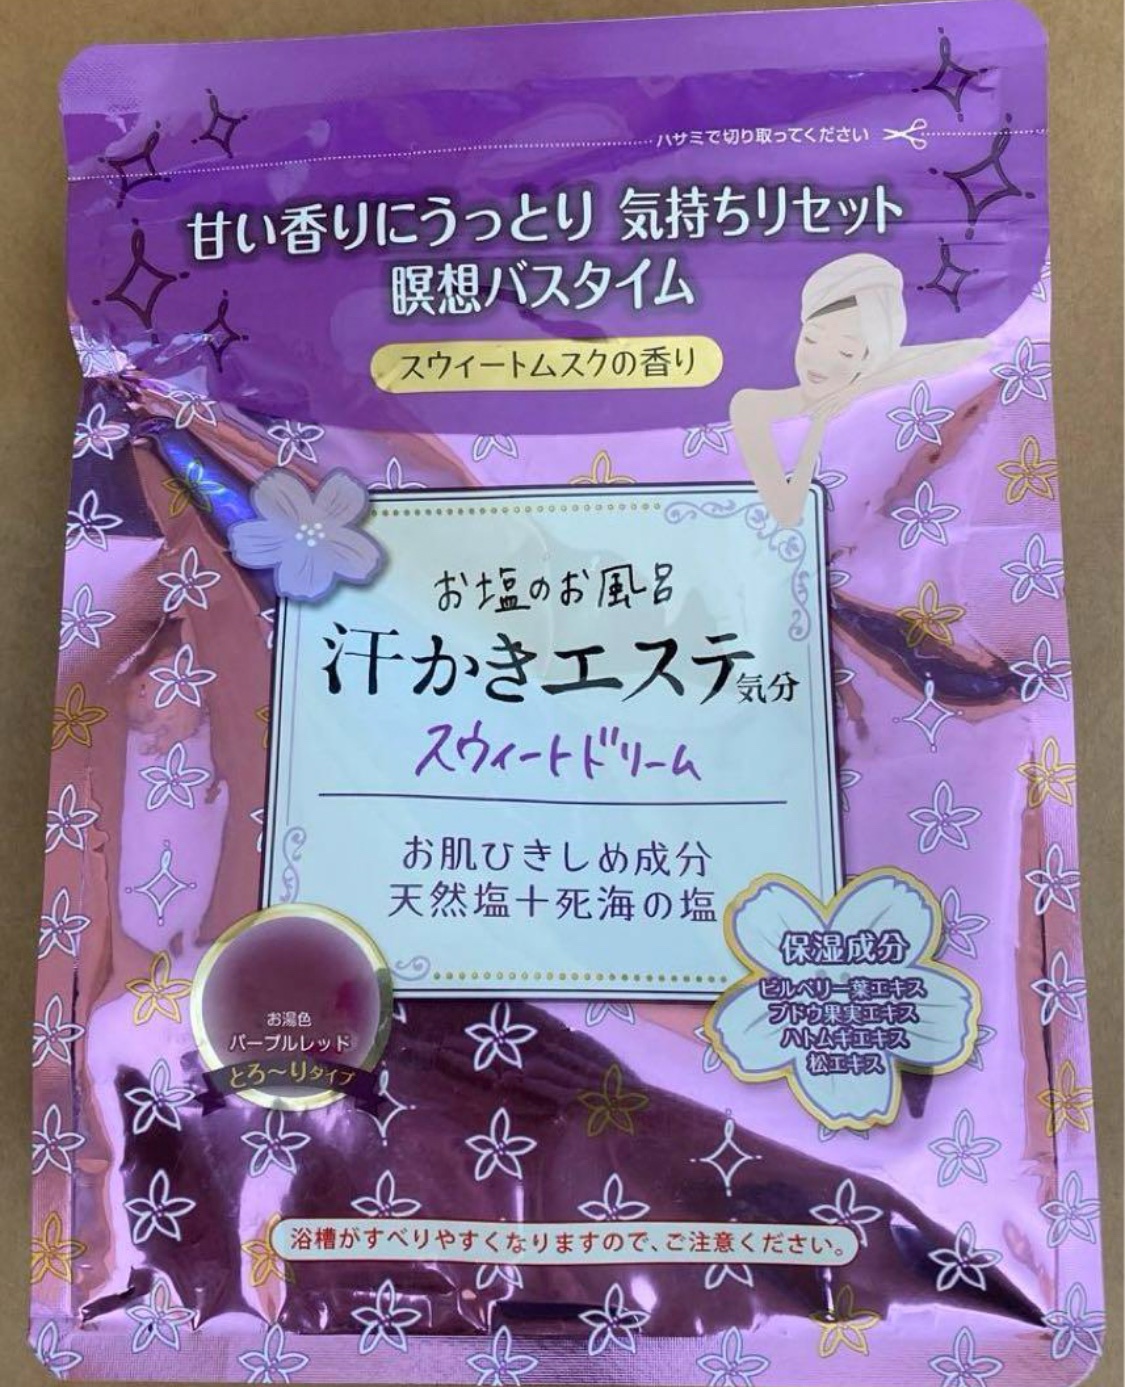 ハサミで切り取ってください
甘い香りにうっとり 気持ちリセット
瞑想バスタイム
スウィートムスクの香り
お塩のお風呂
汗かきエステ気分
スウィートドリーム
お肌ひきしめ成分
天然塩＋死海の塩
保湿成分
ビルベリー葉エキス
ブドウ果実エキス
ハトムギエキス
松エキス
お湯色
パープルレッド
とろ～りタイプ
浴槽がすべりやすくなりますので、ご注意ください。